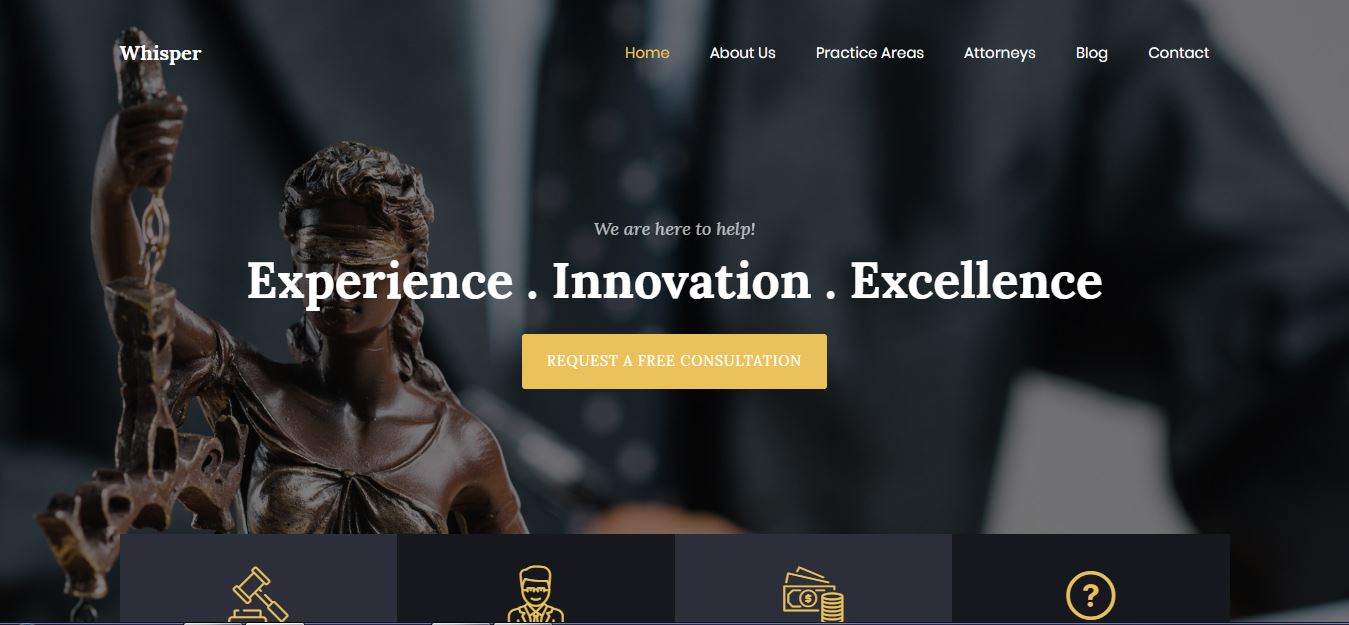 Whisper
Home About Us Practice Areas Attorneys Blog Contact
We are here to help!
Experience . Innovation . Excellence
REQUEST A FREE CONSULTATION
$
?